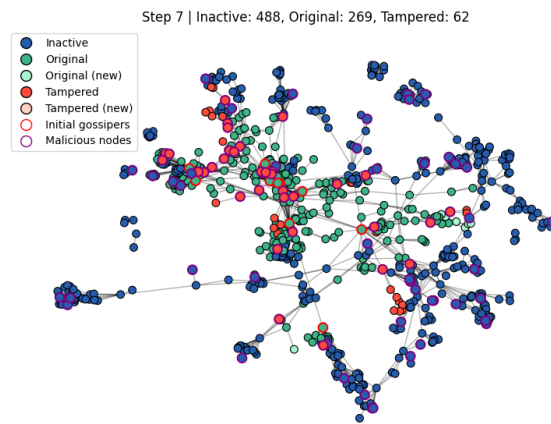 Step 7 | Inactive: 488, Original: 269, Tampered: 62
Inactive
Original
Original (new)
Tampered
Tampered (new)
Initial gossipers
Malicious nodes